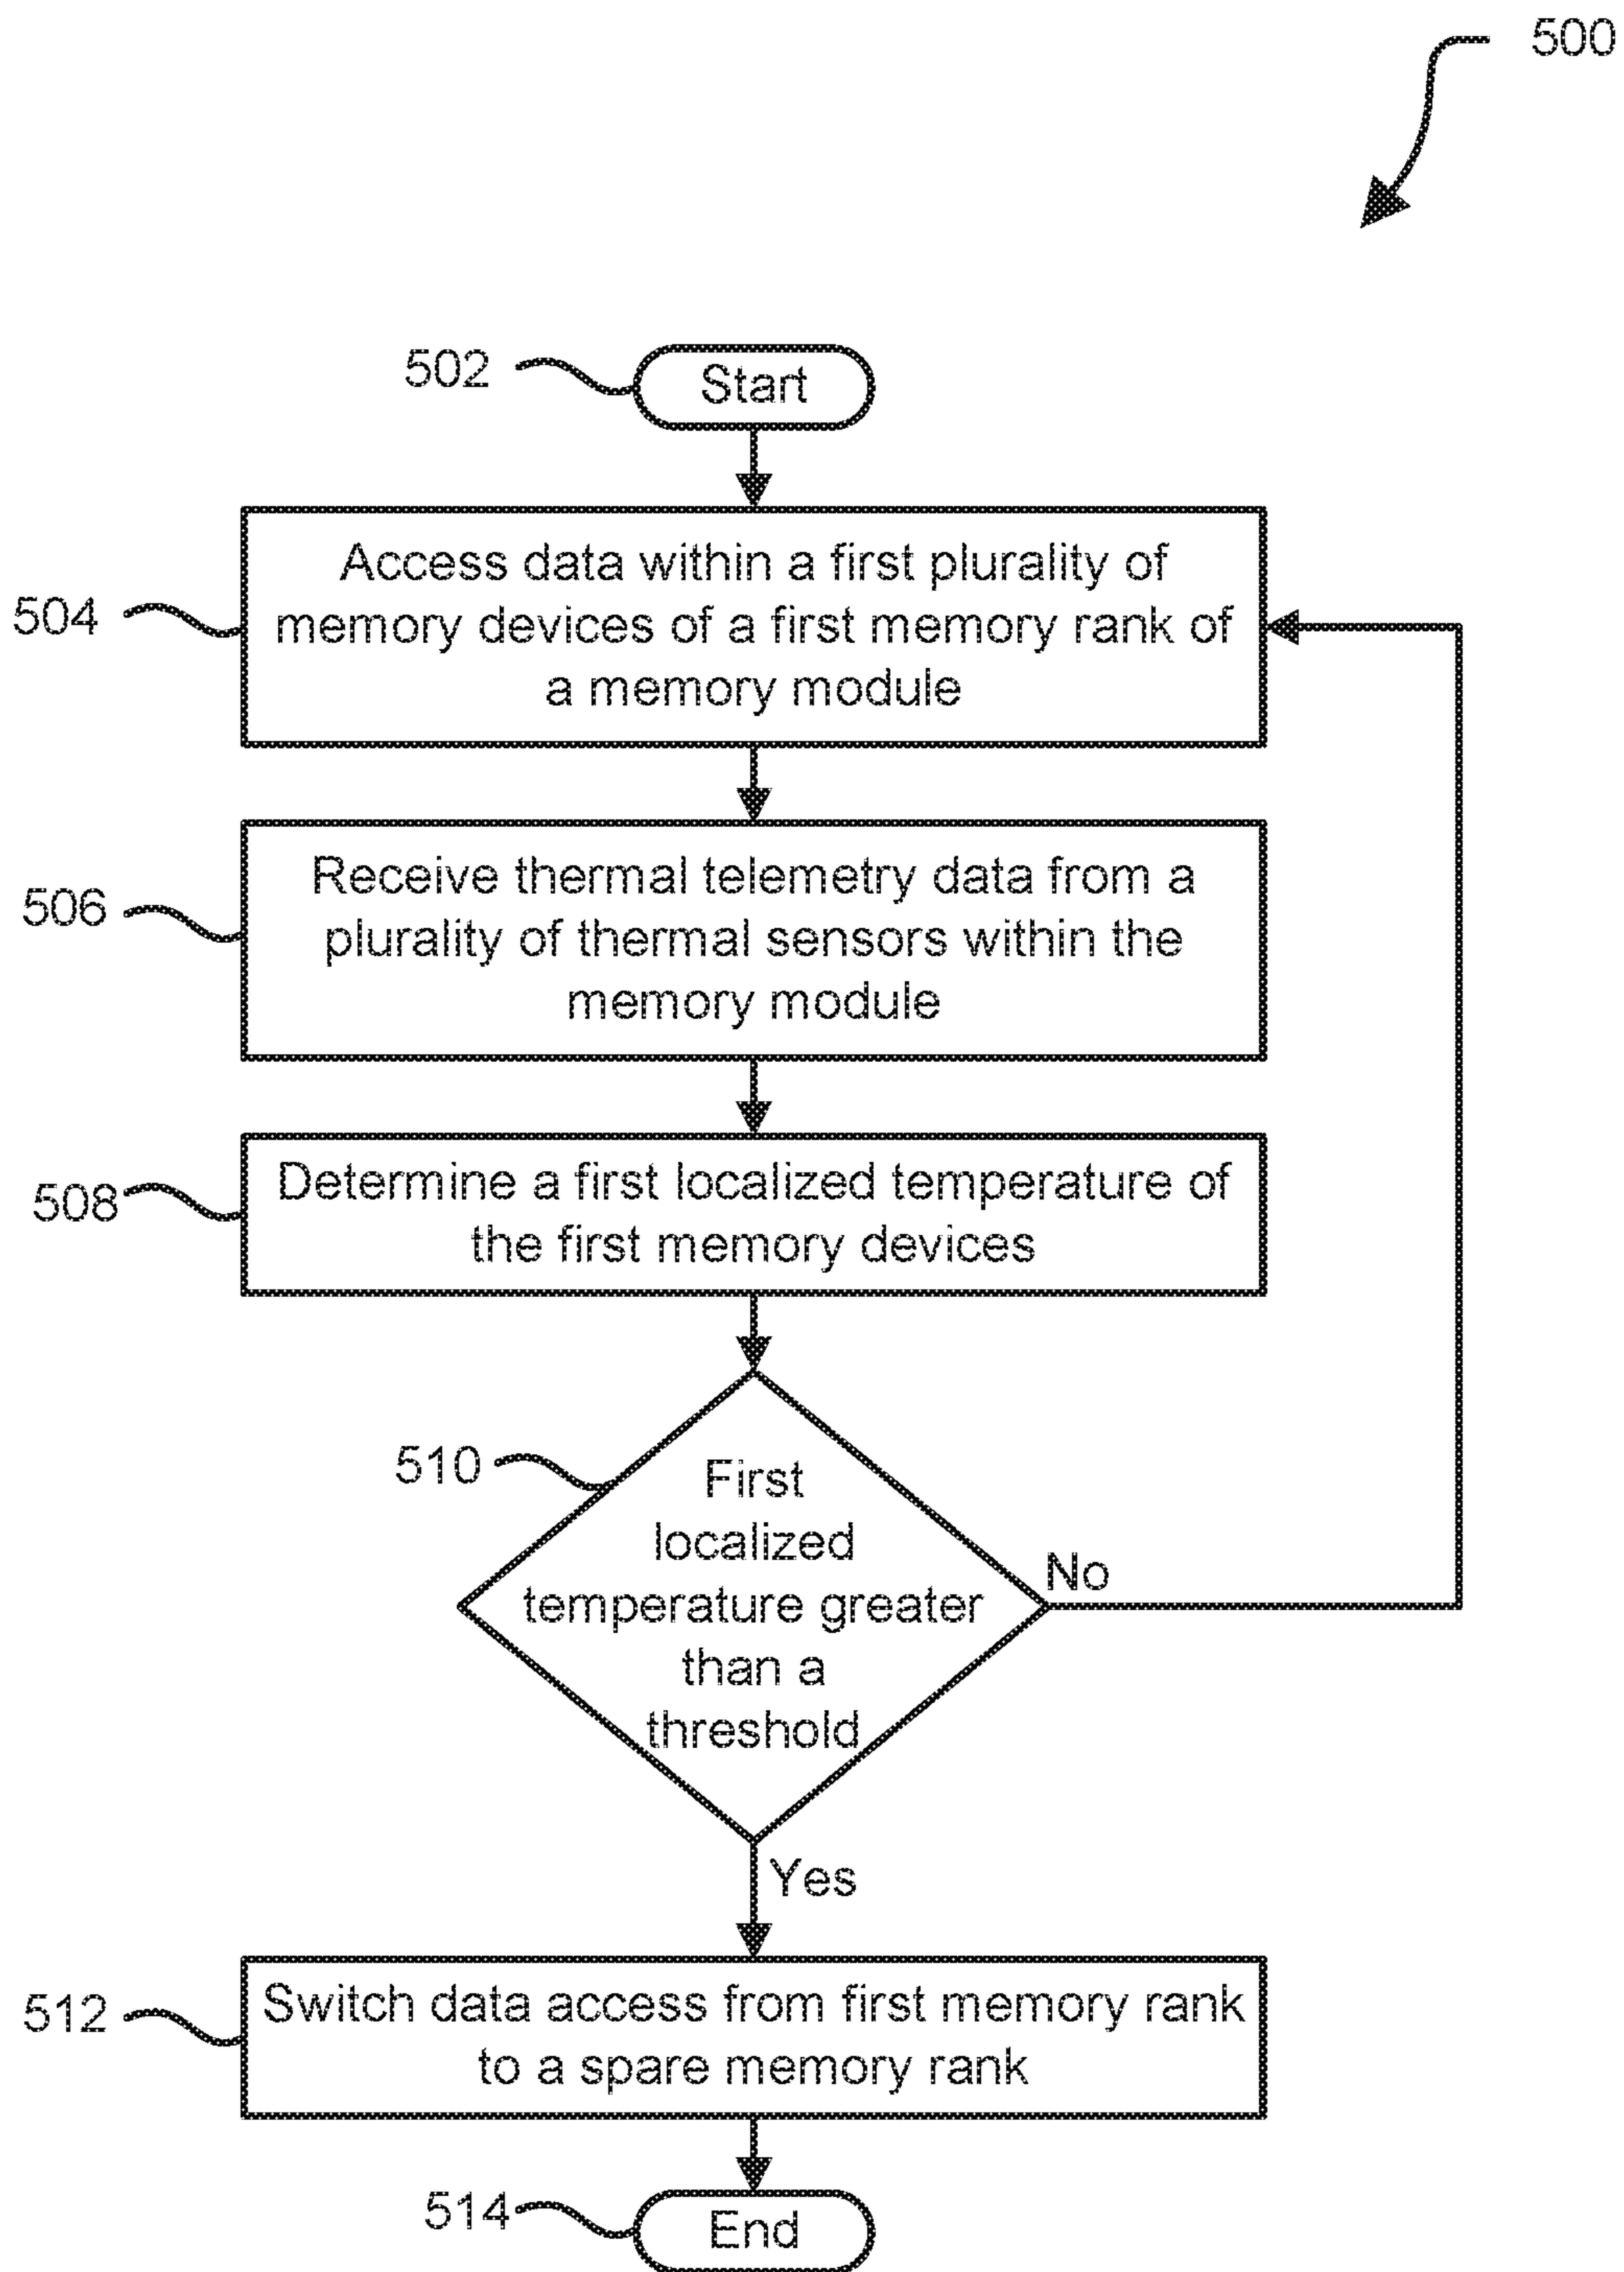 500
502
Start
504
Access data within a first plurality of
memory devices of a first memory rank of
a memory module
506
Receive thermal telemetry data from a
plurality of thermal sensors within the
memory module
508
Determine a first localized temperature of
the first memory devices
510
First
localized
temperature greater
than a
threshold
No
Yes
512
Switch data access from first memory rank
to a spare memory rank
514
End